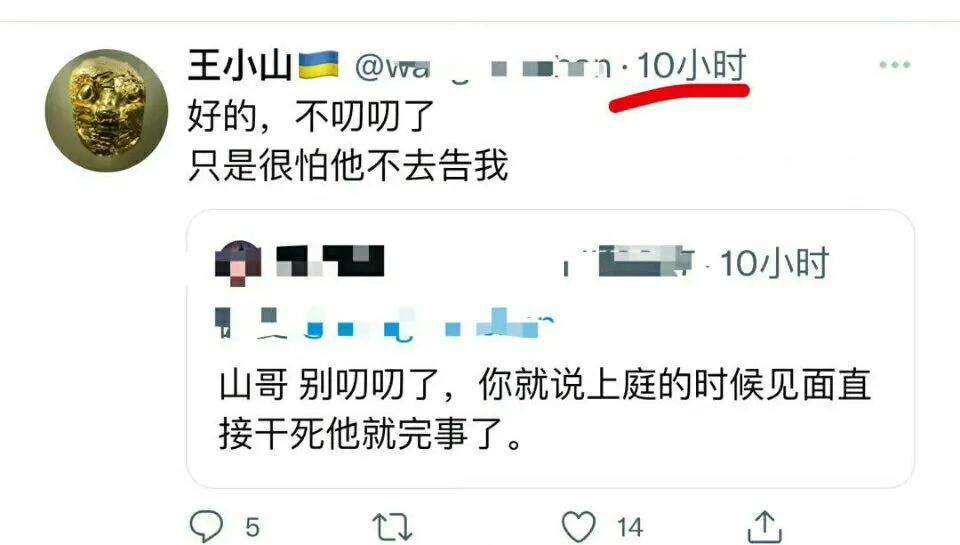 王小山🇺🇦 · 10小时
好的，不叨叨了
只是很怕他不去告我
· 10小时
山哥 别叨叨了，你就说上庭的时候见面直
接干死他就完事了。
5 14